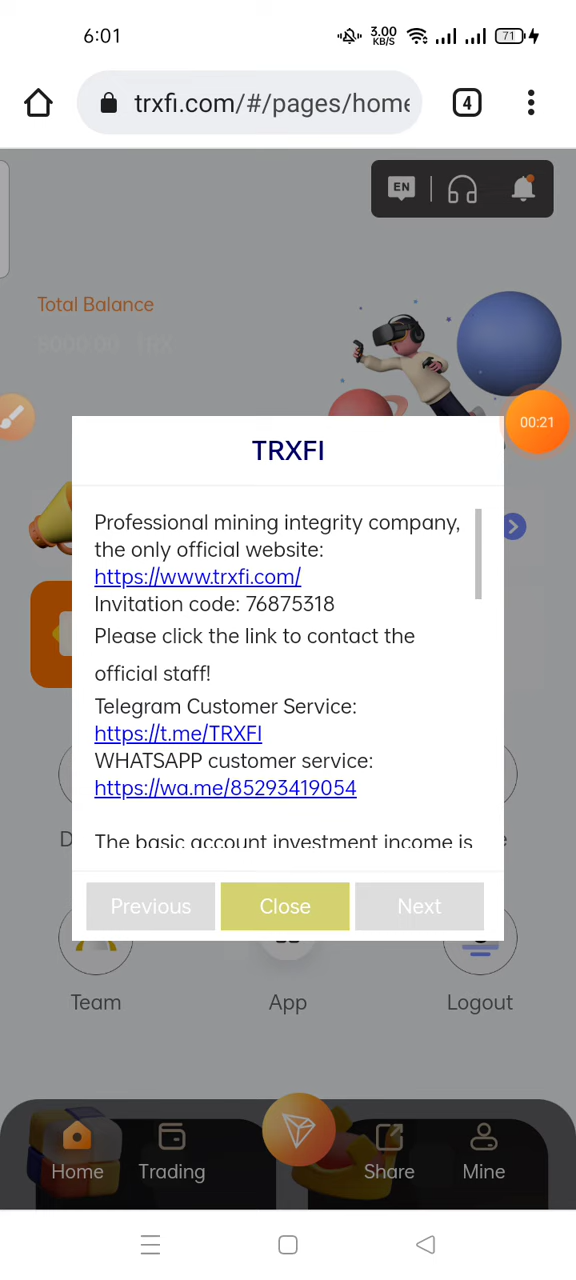 6:01
3.00
KB/S
71
trxfi.com/#/pages/home
4
EN
Total Balance
5000.00 TRX
00:21
TRXFI
Professional mining integrity company,
the only official website:
https://www.trxfi.com/
Invitation code: 76875318
Please click the link to contact the
official staff!
Telegram Customer Service:
https://t.me/TRXFI
WHATSAPP customer service:
https://wa.me/85293419054
The basic account investment income is
Previous
Close
Next
Team
App
Logout
Home
Trading
Share
Mine